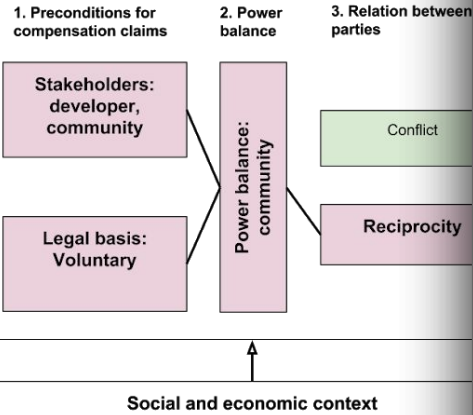 1. Preconditions for
compensation claims
2. Power
balance
3. Relation between
parties
Stakeholders:
developer,
community
Legal basis:
Voluntary
Power balance:
community
Conflict
Reciprocity
Social and economic context